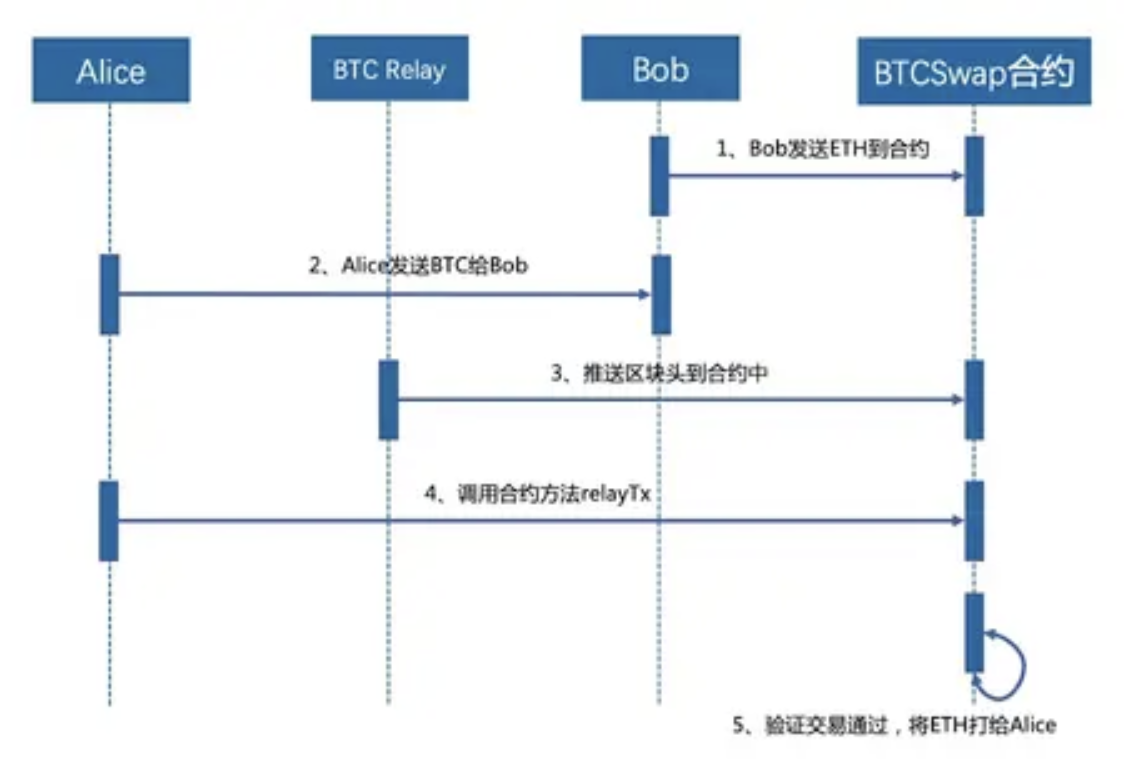 Alice
BTC Relay
Bob
BTCSwap合约
1、Bob发送ETH到合约
2、Alice发送BTC给Bob
3、推送区块头到合约中
4、调用合约方法relayTx
5、验证交易通过，将ETH打给Alice